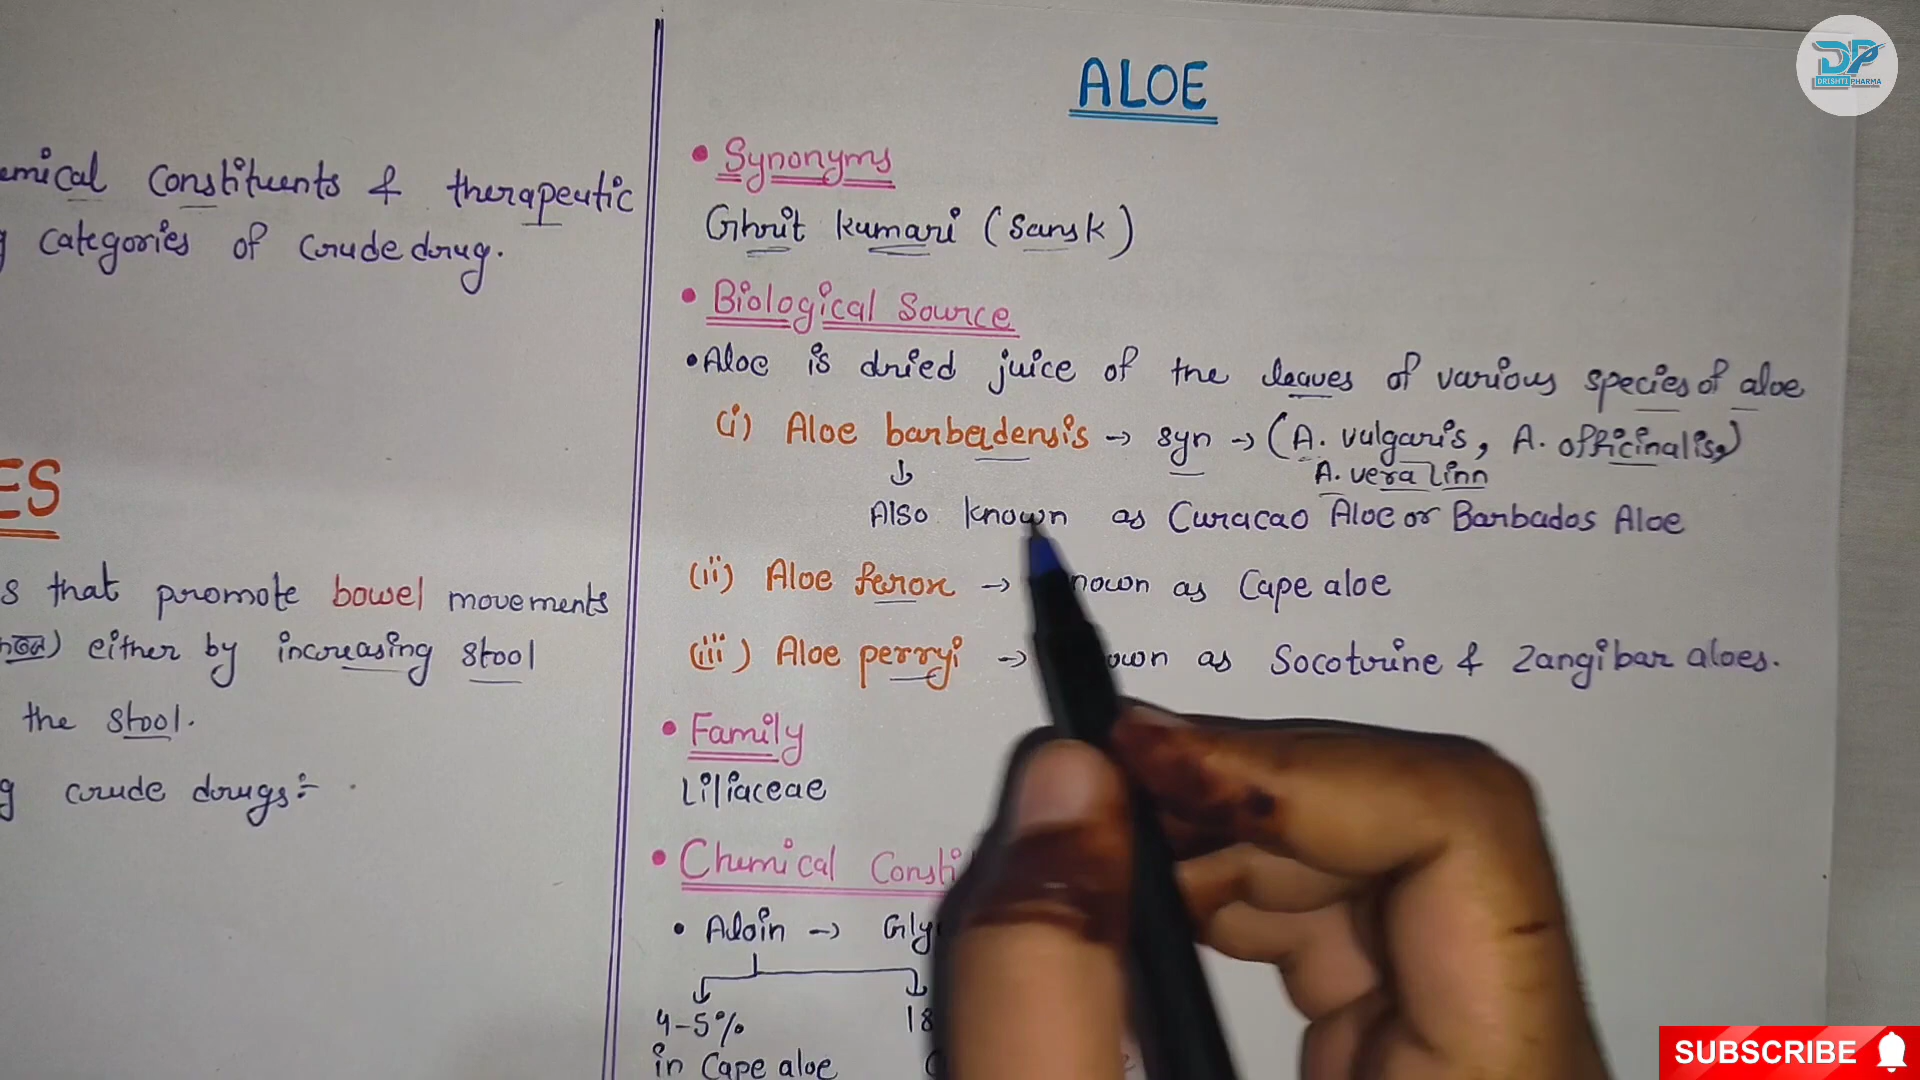 DP
DRISHTI PHARMA
emical constituents & therapeutic
g categories of crude drug.
ES
s that promote bowel movements
either by increasing stool
the stool.
g crude drugs:-
ALOE
• Synonyms
Ghrit kumari (Sansk)
• Biological Source
• Aloe is dried juice of the leaves of various species of aloe
(i) Aloe barbadensis → syn → (A. vulgaris, A. officinalis,)
A. vera linn
↓
Also known as Curacao Aloe or Barbados Aloe
(ii) Aloe ferox → nown as Cape aloe
(iii) Aloe perryi → own as Socotrine & Zangibar aloes.
• Family
Liliaceae
• Chemical Consti
• Aloin → Gly
4-5% 18
in Cape aloe C
SUBSCRIBE